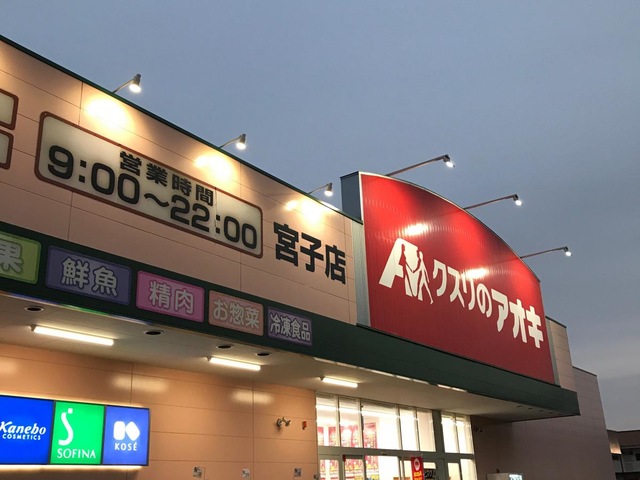 営業時間
9:00〜22:00
宮子店
クスリのアオキ
果
鮮魚
精肉
お惣菜
冷凍食品
Kanebo
COSMETICS
SOFINA
KOSÉ